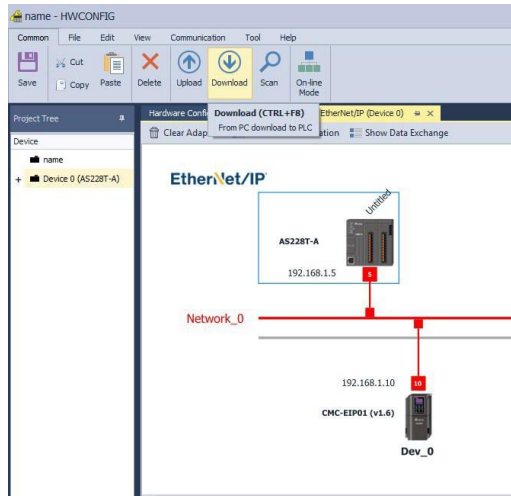 name - HWCONFIG
Common File Edit View Communication Tool Help
Save Cut Copy Paste Delete Upload Download Scan On-line Mode
Project Tree
Hardware Confi
EtherNet/IP (Device 0)
Download (CTRL+F8)
From PC download to PLC
Clear Adap
ation
Show Data Exchange
Device
name
+ Device 0 (AS228T-A)
EtherNet/IP
Untitled
AS228T-A
192.168.1.5
5
Network_0
192.168.1.10
10
CMC-EIP01 (v1.6)
Dev_0